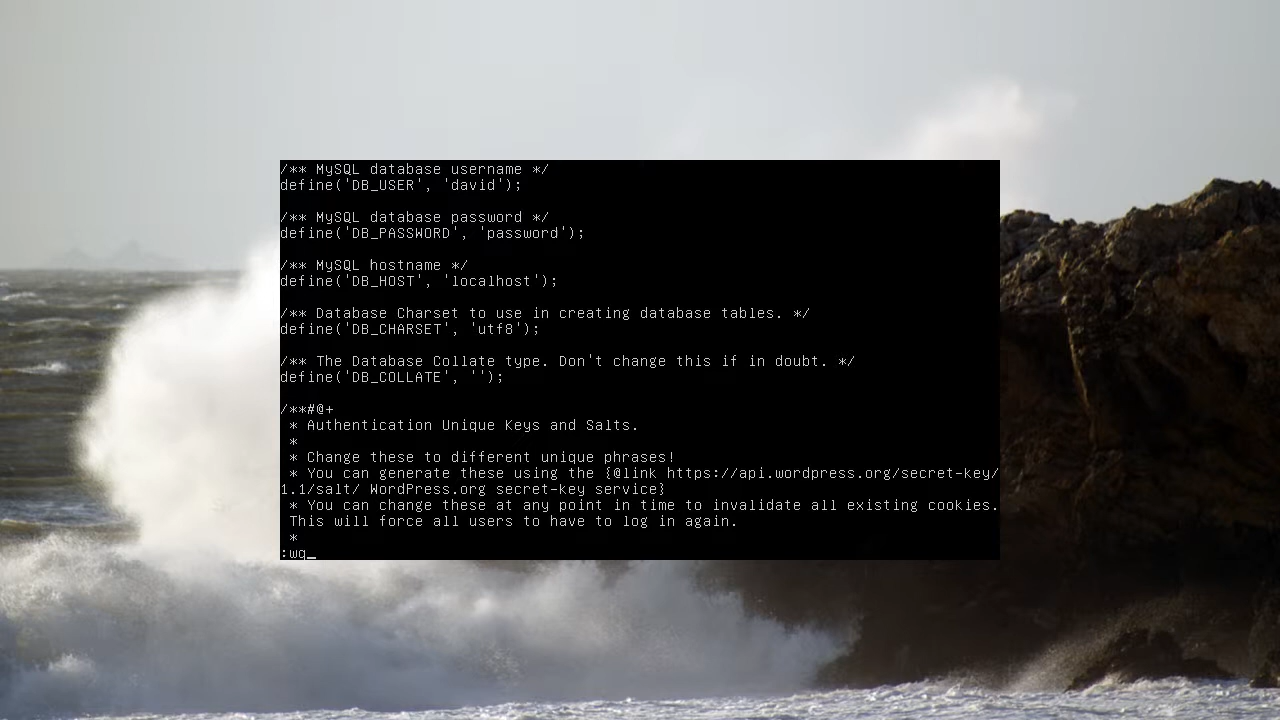 /** MySQL database username */
define('DB_USER', 'david');
/** MySQL database password */
define('DB_PASSWORD', 'password');
/** MySQL hostname */
define('DB_HOST', 'localhost');
/** Database Charset to use in creating database tables. */
define('DB_CHARSET', 'utf8');
/** The Database Collate type. Don't change this if in doubt. */
define('DB_COLLATE', '');
/**#@+
 * Authentication Unique Keys and Salts.
 *
 * Change these to different unique phrases!
 * You can generate these using the {@link https://api.wordpress.org/secret-key/
1.1/salt/ WordPress.org secret-key service}
 * You can change these at any point in time to invalidate all existing cookies.
 This will force all users to have to log in again.
 *
:wq_